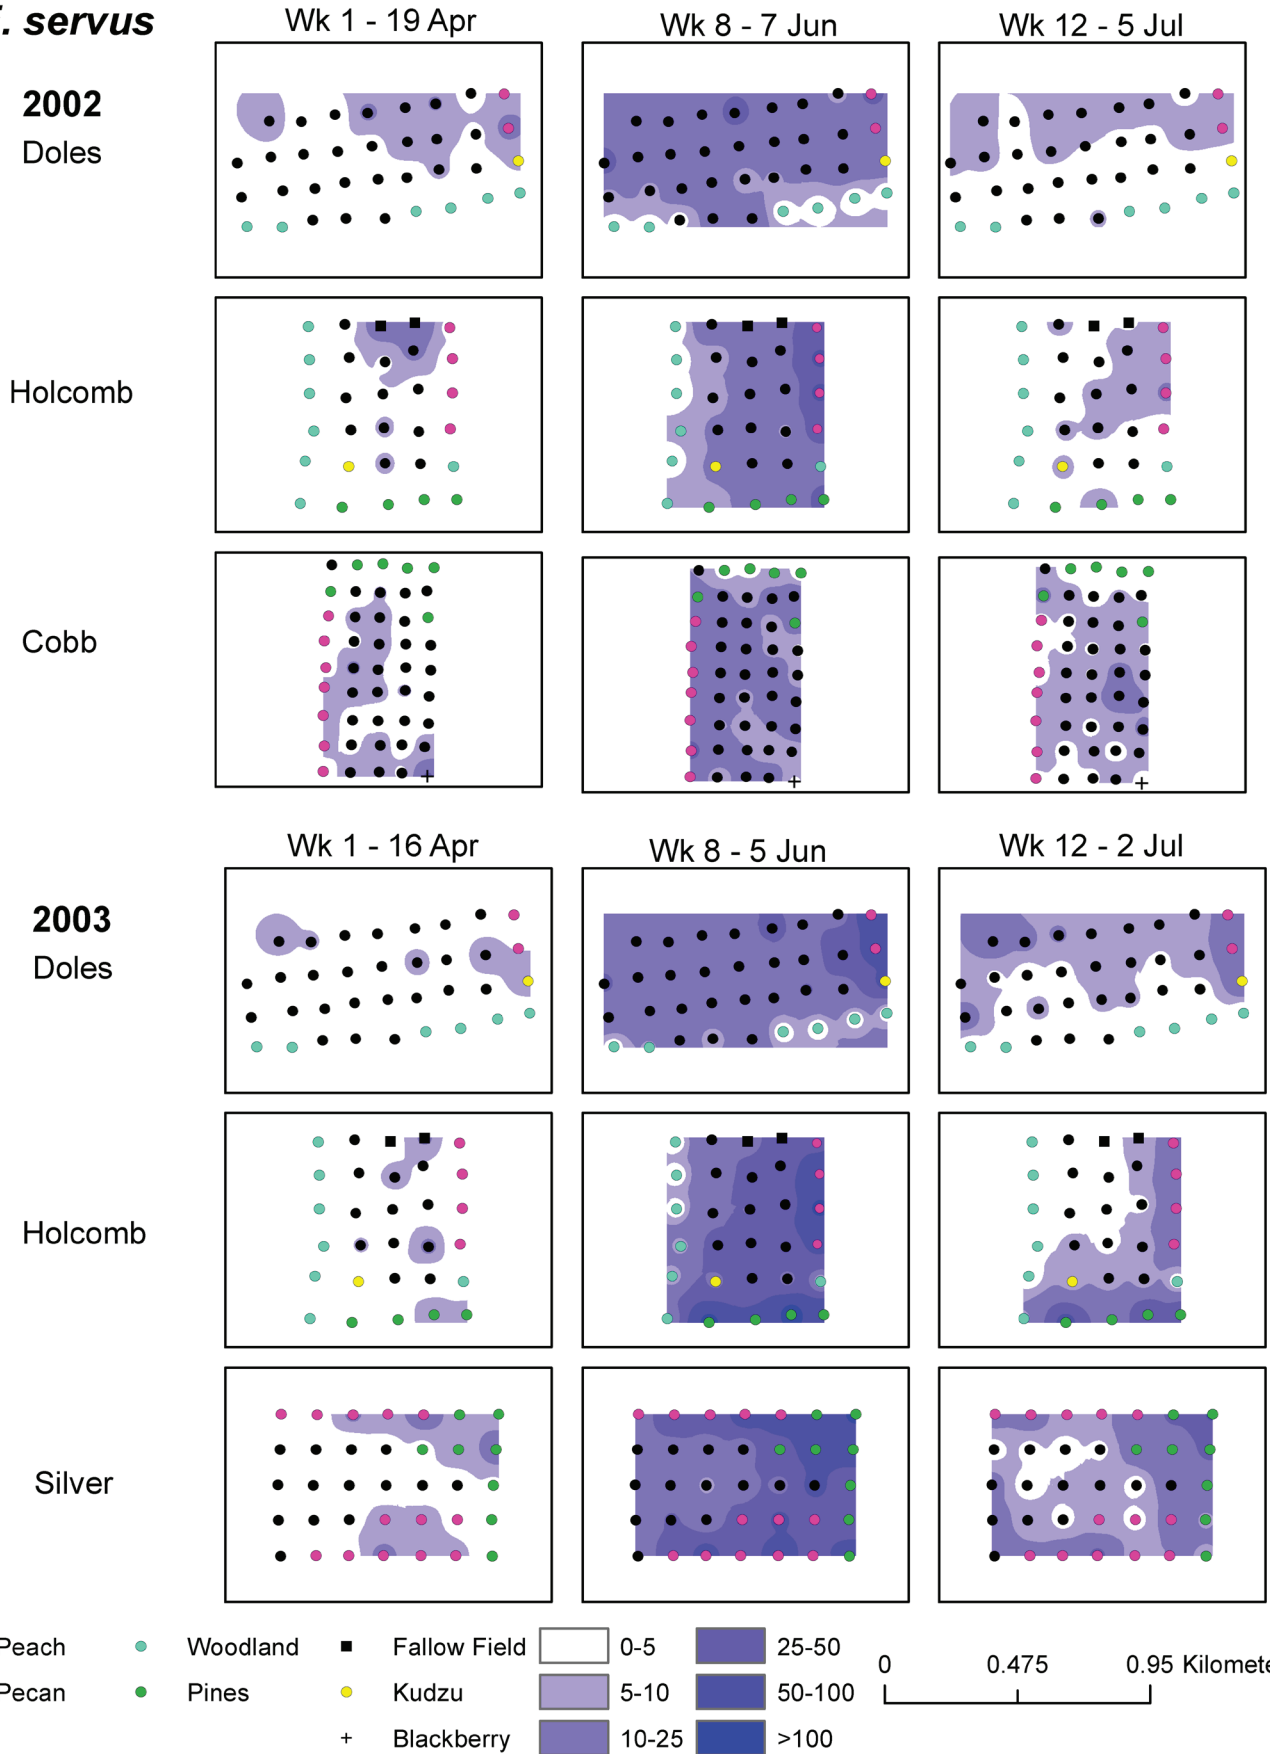 . servus
Wk 1 - 19 Apr
Wk 8 - 7 Jun
Wk 12 - 5 Jul
2002
Doles
Holcomb
Cobb
Wk 1 - 16 Apr
Wk 8 - 5 Jun
Wk 12 - 2 Jul
2003
Doles
Holcomb
Silver
Peach Woodland Fallow Field 0-5 25-50
0 0.475 0.95 Kilomete
Pecan Pines Kudzu 5-10 50-100
+ Blackberry 10-25 >100